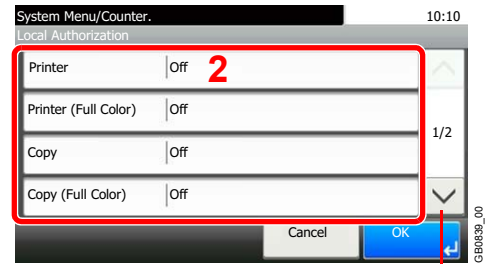 System Menu/Counter. 10:10
Local Authorization
Printer Off 2
Printer (Full Color) Off
1/2
Copy Off
Copy (Full Color) Off
Cancel OK
GB0839_00